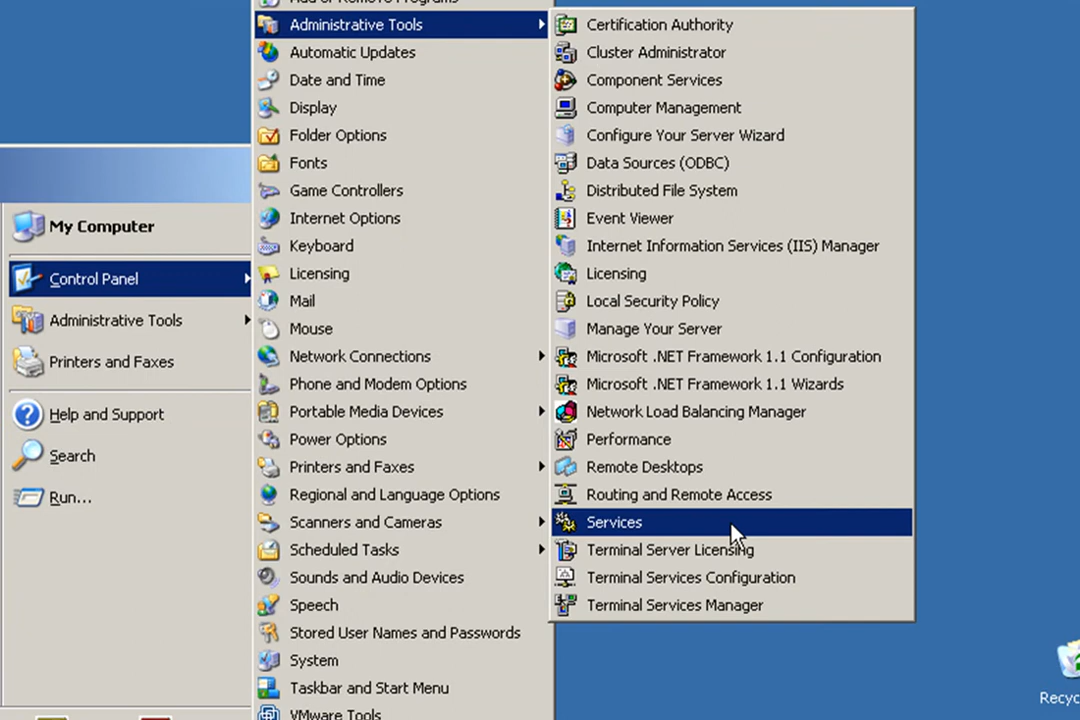 My Computer
Control Panel
Administrative Tools
Printers and Faxes
Help and Support
Search
Run...
Add or Remove Programs
Administrative Tools
Automatic Updates
Date and Time
Display
Folder Options
Fonts
Game Controllers
Internet Options
Keyboard
Licensing
Mail
Mouse
Network Connections
Phone and Modem Options
Portable Media Devices
Power Options
Printers and Faxes
Regional and Language Options
Scanners and Cameras
Scheduled Tasks
Sounds and Audio Devices
Speech
Stored User Names and Passwords
System
Taskbar and Start Menu
VMware Tools
Certification Authority
Cluster Administrator
Component Services
Computer Management
Configure Your Server Wizard
Data Sources (ODBC)
Distributed File System
Event Viewer
Internet Information Services (IIS) Manager
Licensing
Local Security Policy
Manage Your Server
Microsoft .NET Framework 1.1 Configuration
Microsoft .NET Framework 1.1 Wizards
Network Load Balancing Manager
Performance
Remote Desktops
Routing and Remote Access
Services
Terminal Server Licensing
Terminal Services Configuration
Terminal Services Manager
Recyc